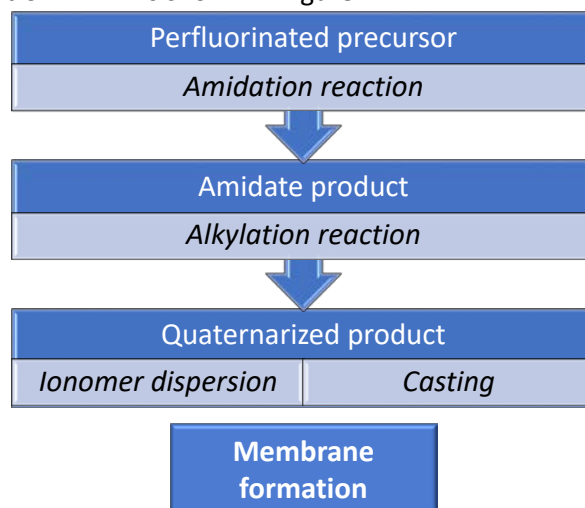 Perfluorinated precursor
Amidation reaction
Amidate product
Alkylation reaction
Quaternarized product
Ionomer dispersion
Casting
Membrane
formation